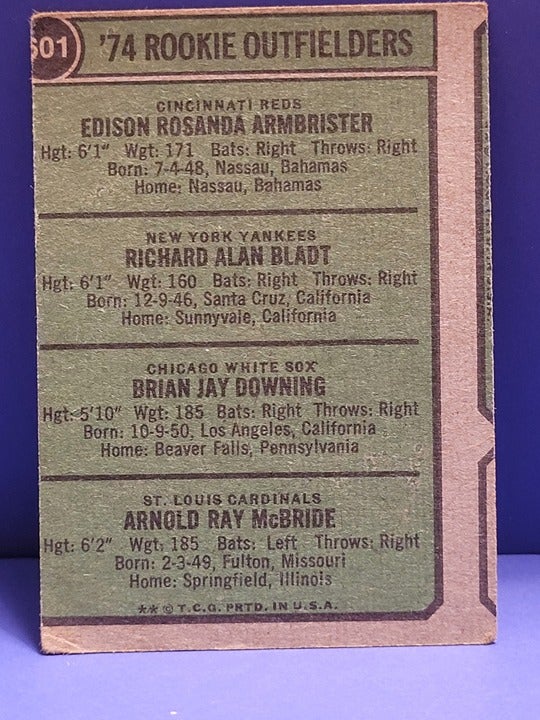 601
'74 ROOKIE OUTFIELDERS
CINCINNATI REDS
EDISON ROSANDA ARMBRISTER
Hgt: 6'1" Wgt: 171 Bats: Right Throws: Right
Born: 7-4-48, Nassau, Bahamas
Home: Nassau, Bahamas
NEW YORK YANKEES
RICHARD ALAN BLADT
Hgt: 6'1" Wgt: 160 Bats: Right Throws: Right
Born: 12-9-46, Santa Cruz, California
Home: Sunnyvale, California
CHICAGO WHITE SOX
BRIAN JAY DOWNING
Hgt: 5'10" Wgt: 185 Bats: Right Throws: Right
Born: 10-9-50, Los Angeles, California
Home: Beaver Falls, Pennsylvania
ST. LOUIS CARDINALS
ARNOLD RAY McBRIDE
Hgt: 6'2" Wgt: 185 Bats: Left Throws: Right
Born: 2-3-49, Fulton, Missouri
Home: Springfield, Illinois
** © T.C.G. PRTD. IN U.S.A.